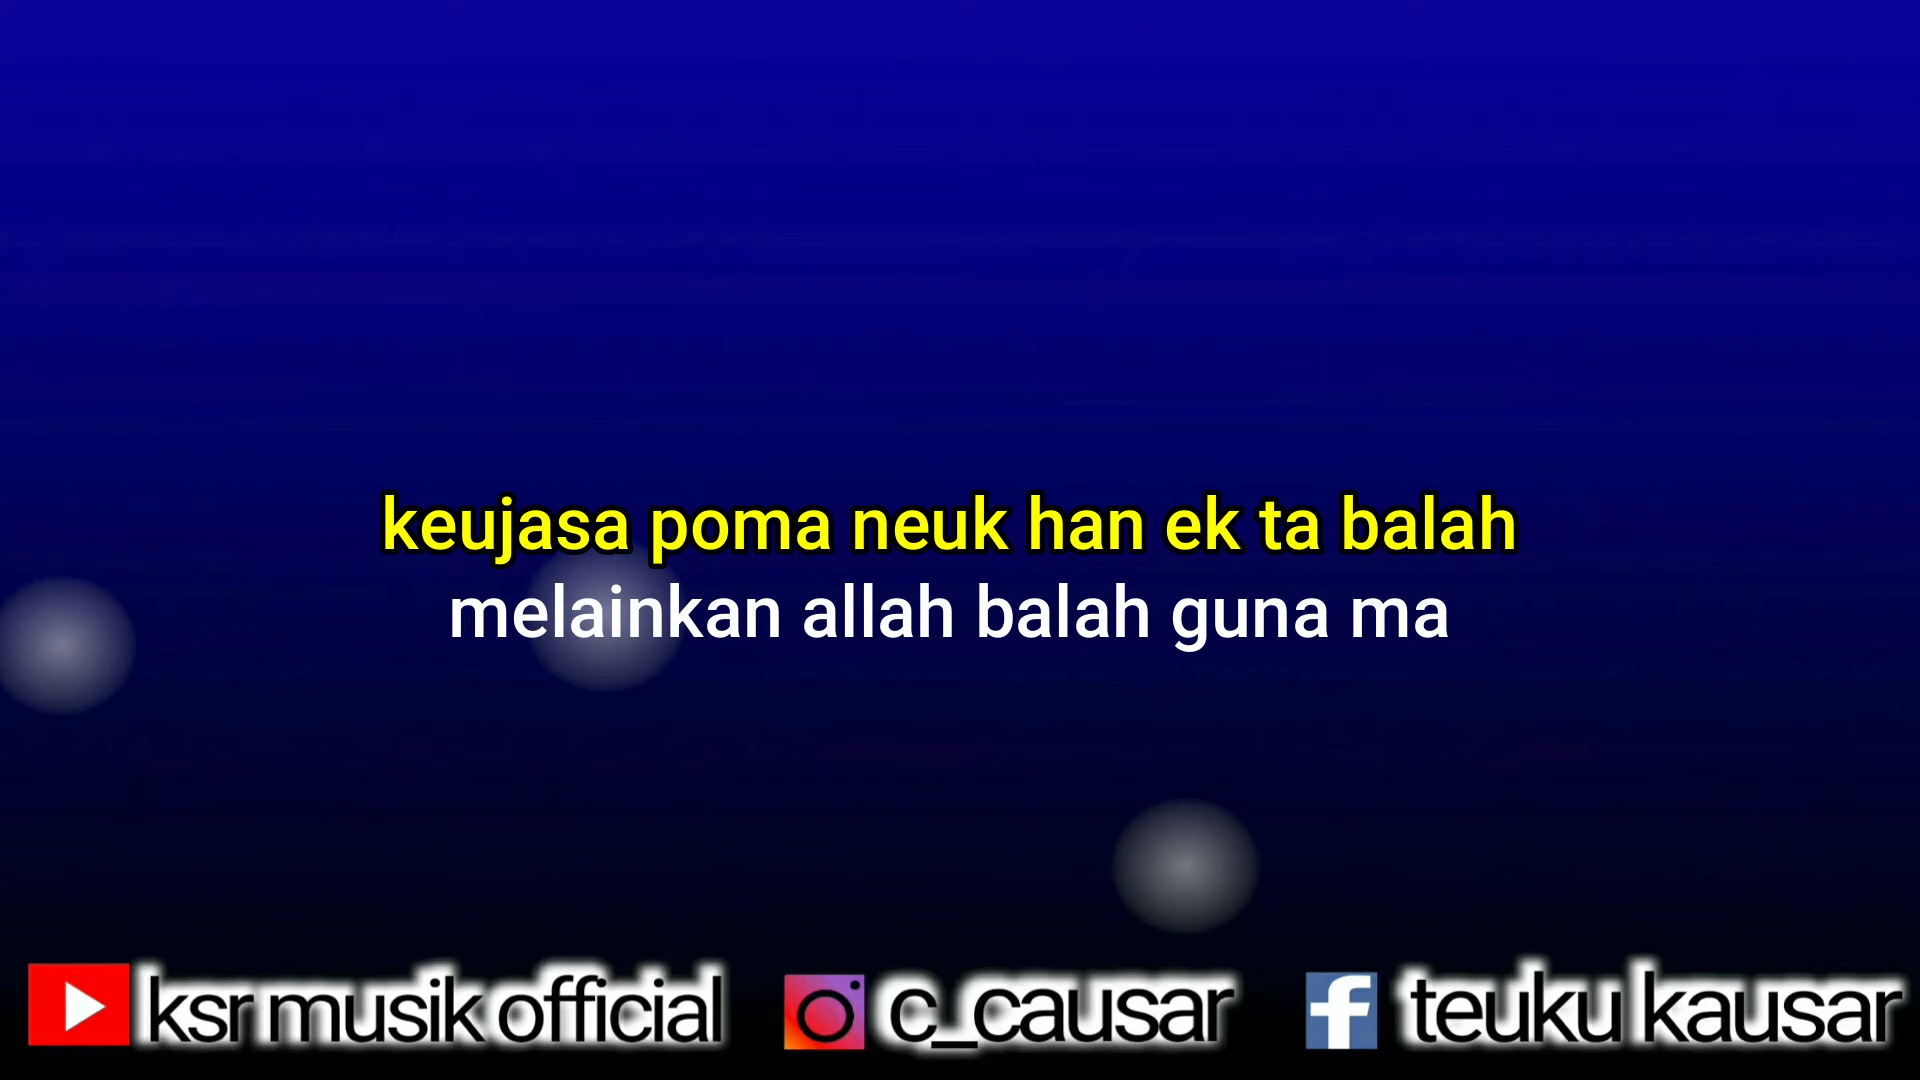 keujasa poma neuk han ek ta balah
melainkan allah balah guna ma
ksr musik official c_causar teuku kausar